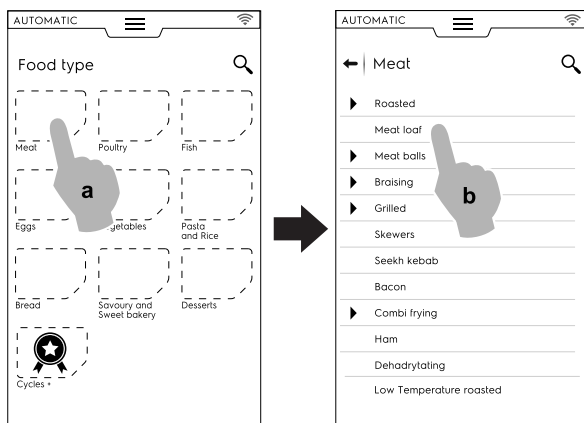 AUTOMATIC
Food type
Meat
Poultry
Fish
a
Eggs
getables
Pasta
and Rice
Bread
Savoury and
Sweet bakery
Desserts
Cycles +
AUTOMATIC
Meat
Roasted
Meat loaf
Meat balls
Braising
b
Grilled
Skewers
Seekh kebab
Bacon
Combi frying
Ham
Dehadrytating
Low Temperature roasted